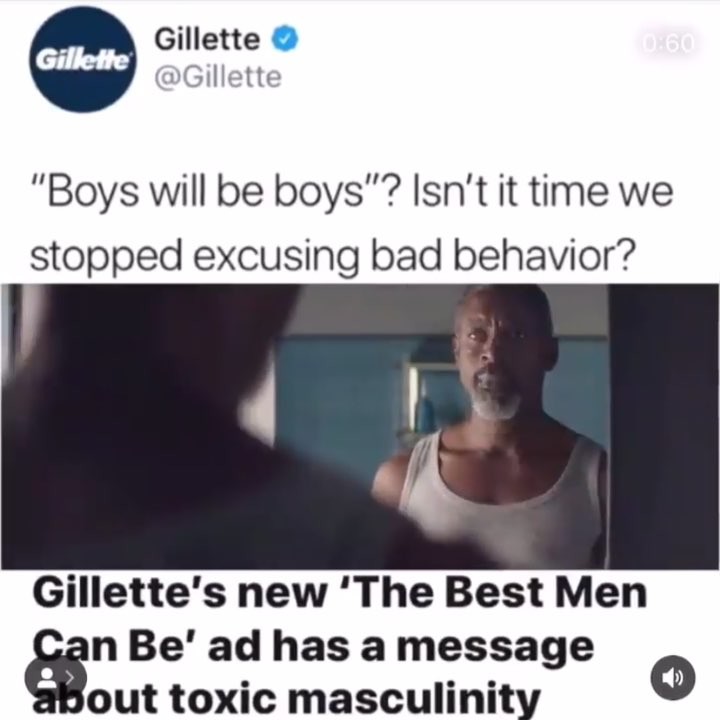 Gillette
Gillette
@Gillette
0:60
"Boys will be boys"? Isn't it time we
stopped excusing bad behavior?
Gillette's new 'The Best Men
Can Be' ad has a message
about toxic masculinity